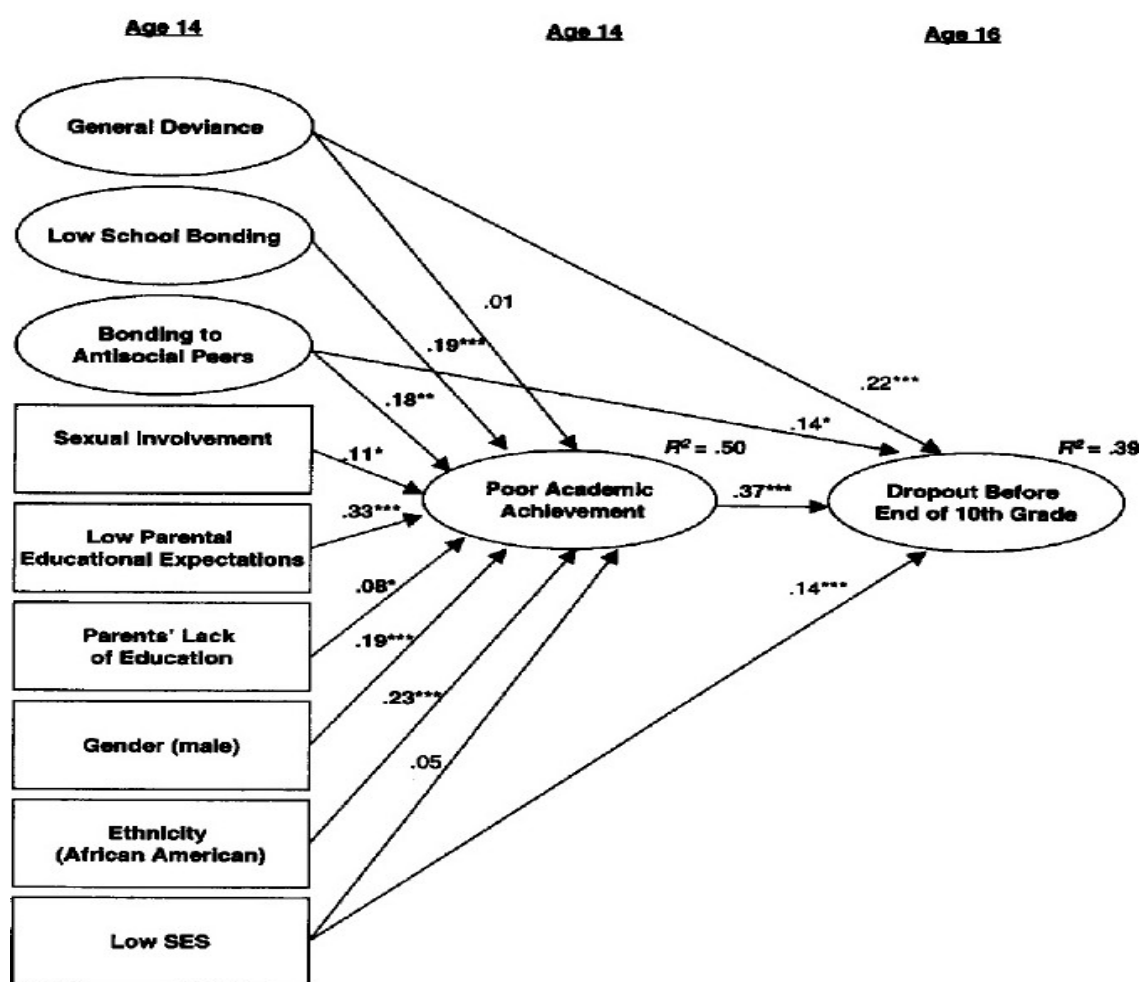 Age 14
Age 14
Age 16
General Deviance
Low School Bonding
Bonding to
Antisocial Peers
Sexual Involvement
Low Parental
Educational Expectations
Parents' Lack
of Education
Gender (male)
Ethnicity
(African American)
Low SES
.01
.19***
.18**
.11*
.33***
.08*
.19***
.23***
.05
R² = .50
Poor Academic
Achievement
.22***
.14*
.37***
.14***
R² = .39
Dropout Before
End of 10th Grade